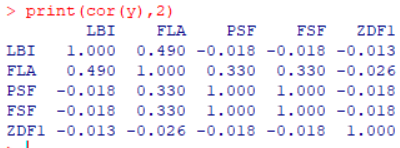 > print(cor(y),2)
LBI FLA PSF FSF ZDF1
LBI 1.000 0.490 -0.018 -0.018 -0.013
FLA 0.490 1.000 0.330 0.330 -0.026
PSF -0.018 0.330 1.000 1.000 -0.018
FSF -0.018 0.330 1.000 1.000 -0.018
ZDF1 -0.013 -0.026 -0.018 -0.018 1.000